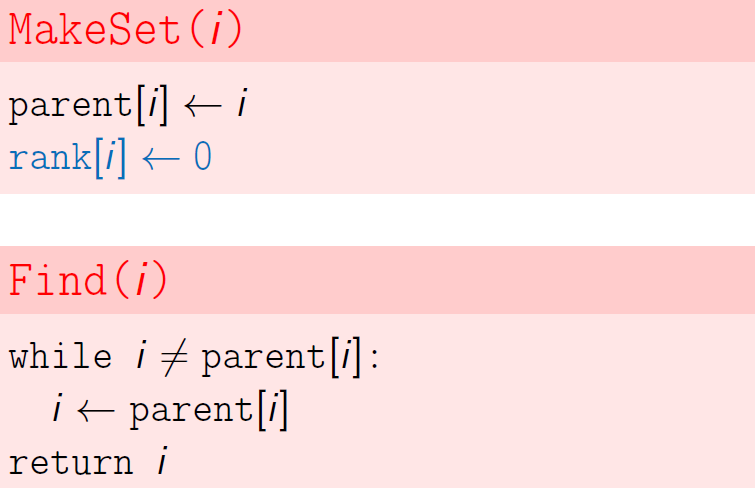 MakeSet(i)
parent[i] ← i
rank[i] ← 0
Find(i)
while i ≠ parent[i]:
i ← parent[i]
return i